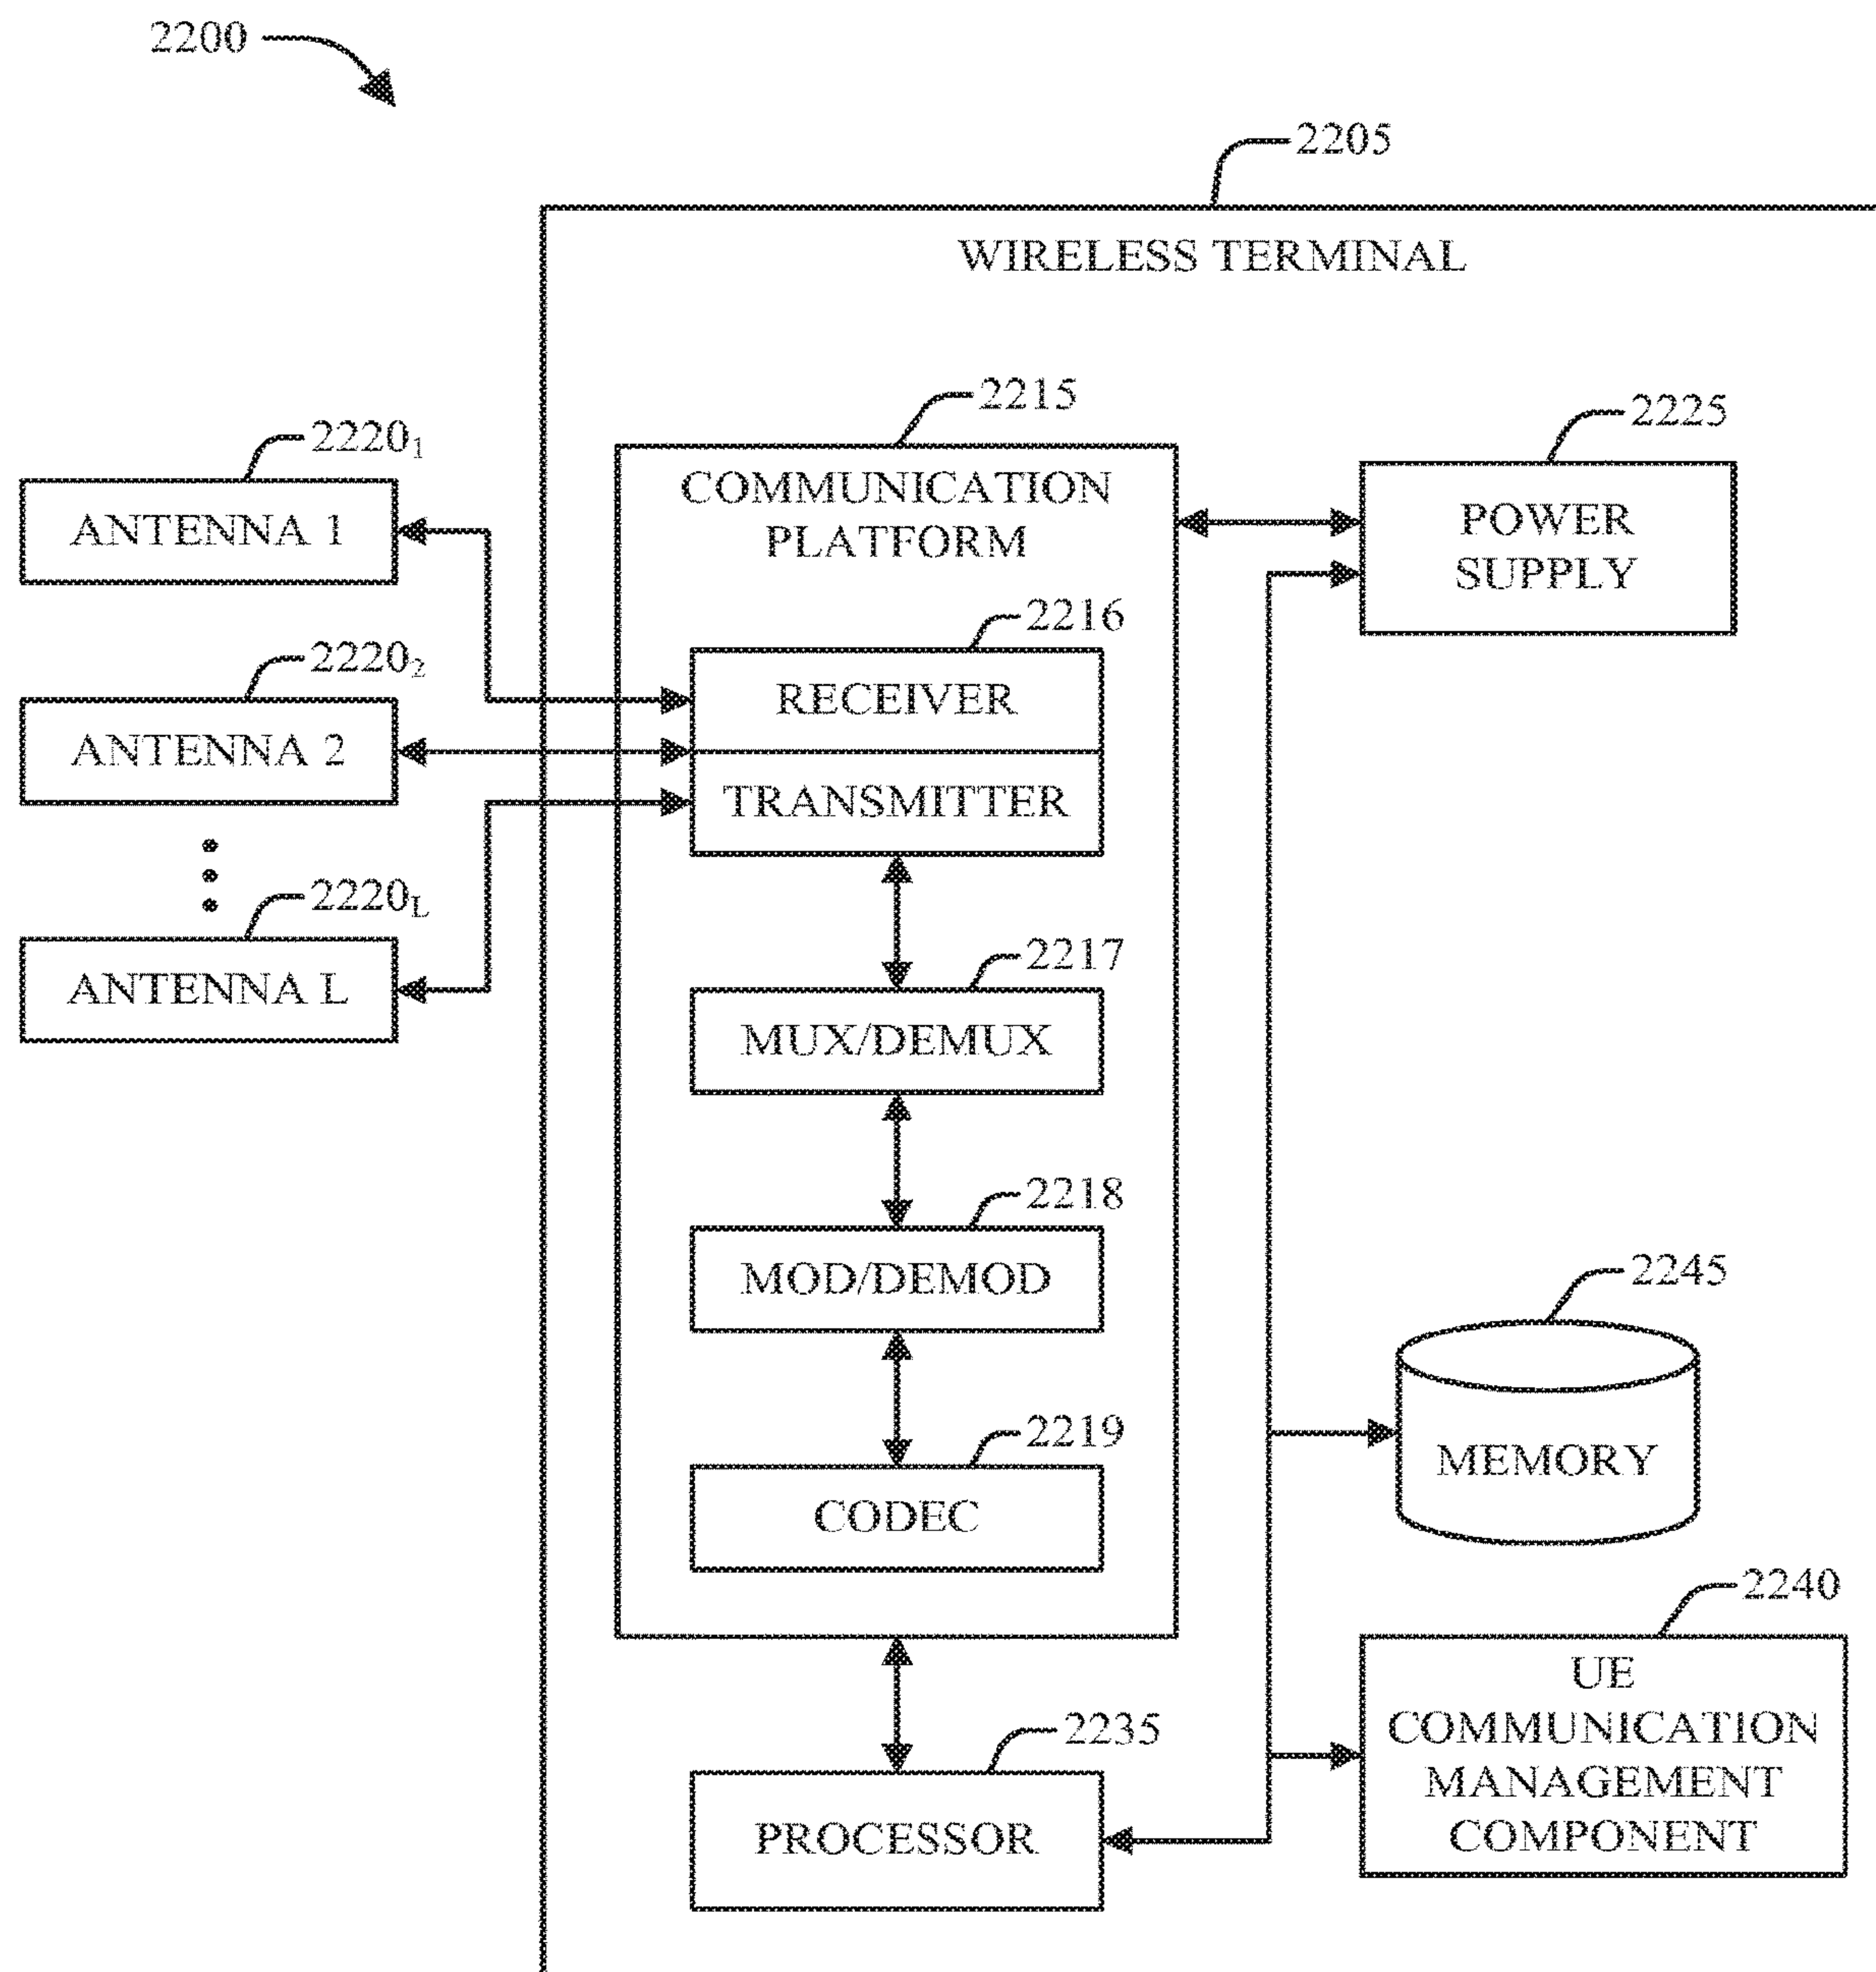 2200
2205
WIRELESS TERMINAL
2215
2225
2220₁
COMMUNICATION
PLATFORM
POWER
SUPPLY
ANTENNA 1
2216
2220₂
RECEIVER
ANTENNA 2
TRANSMITTER
2220L
ANTENNA L
2217
MUX/DEMUX
2218
MOD/DEMOD
2245
2219
MEMORY
CODEC
2240
UE
COMMUNICATION
MANAGEMENT
COMPONENT
2235
PROCESSOR